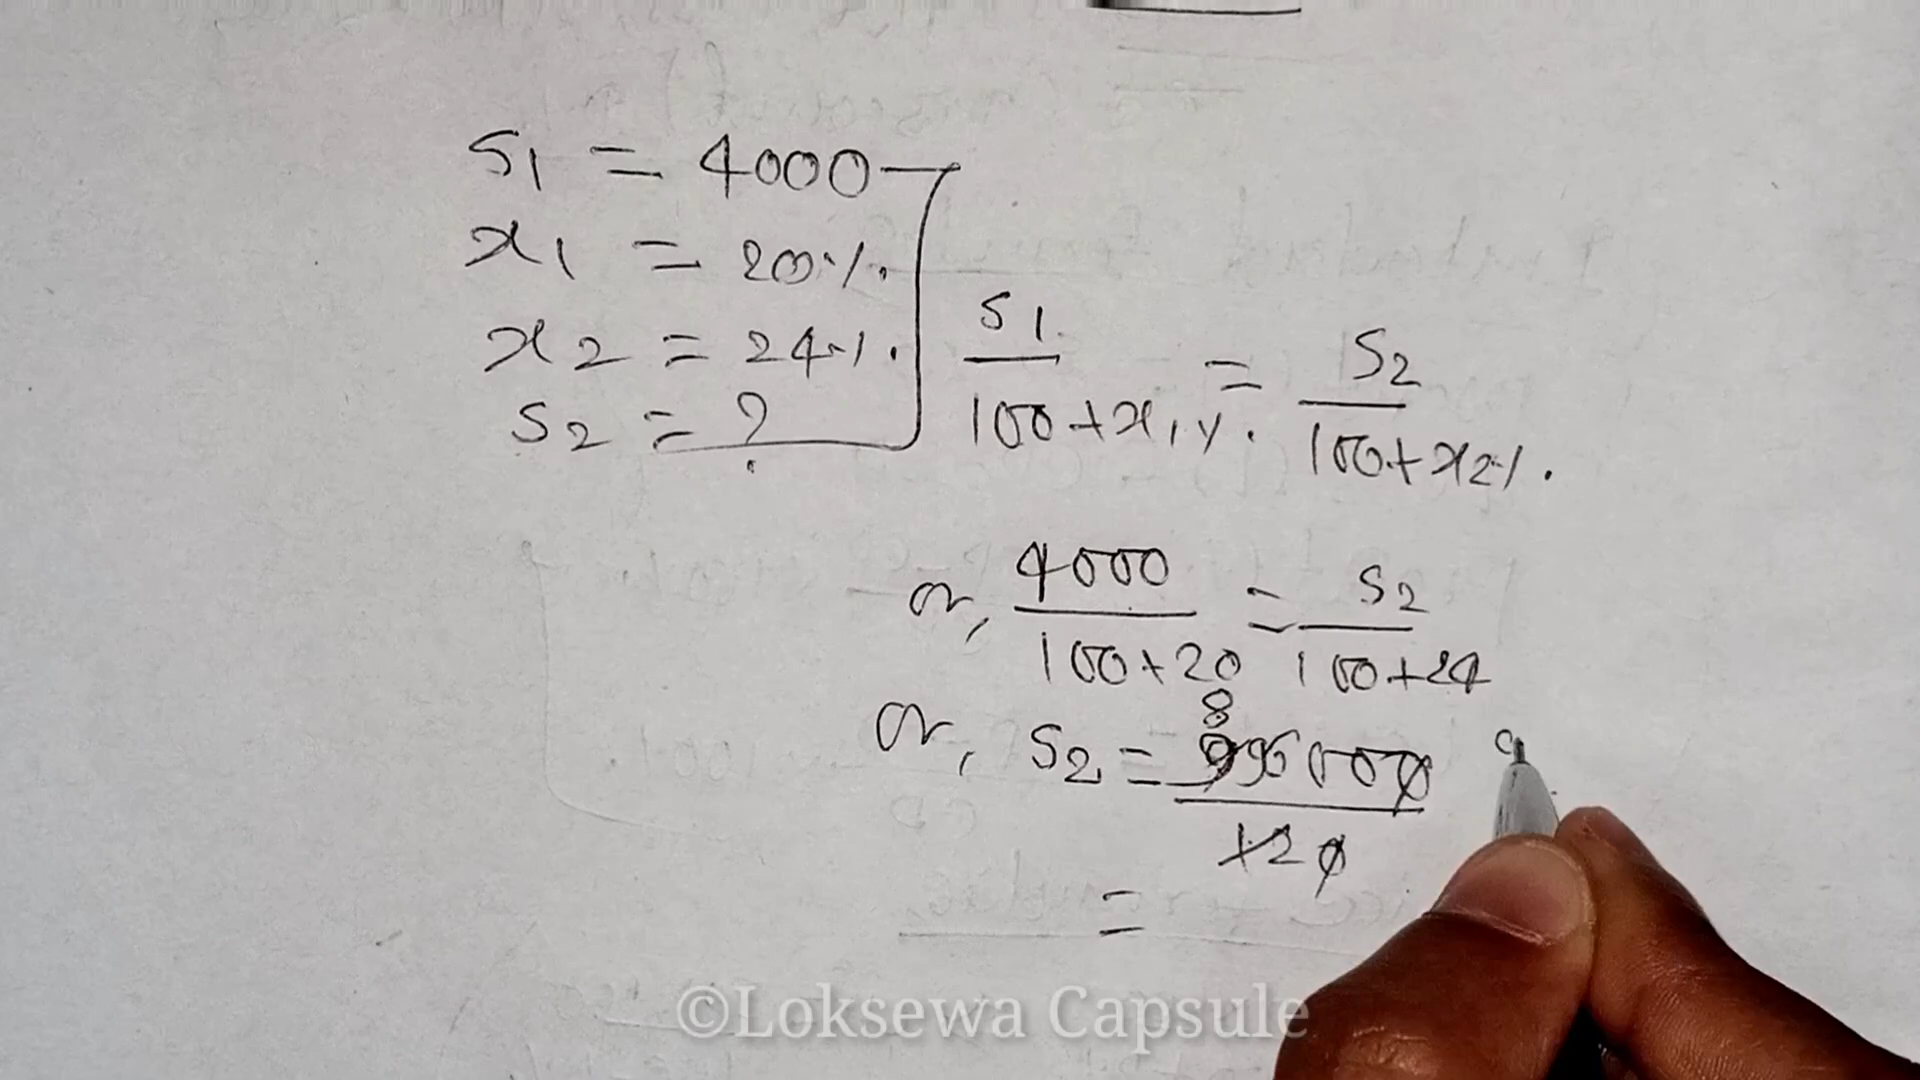 S1 = 4000
x1 = 20%.
x2 = 24%.
S2 = ?
S1 / 100+x1%. = S2 / 100+x2%.
or, 4000 / 100+20 = S2 / 100+24
or, S2 = 496000 / 120
8
=
©Loksewa Capsule